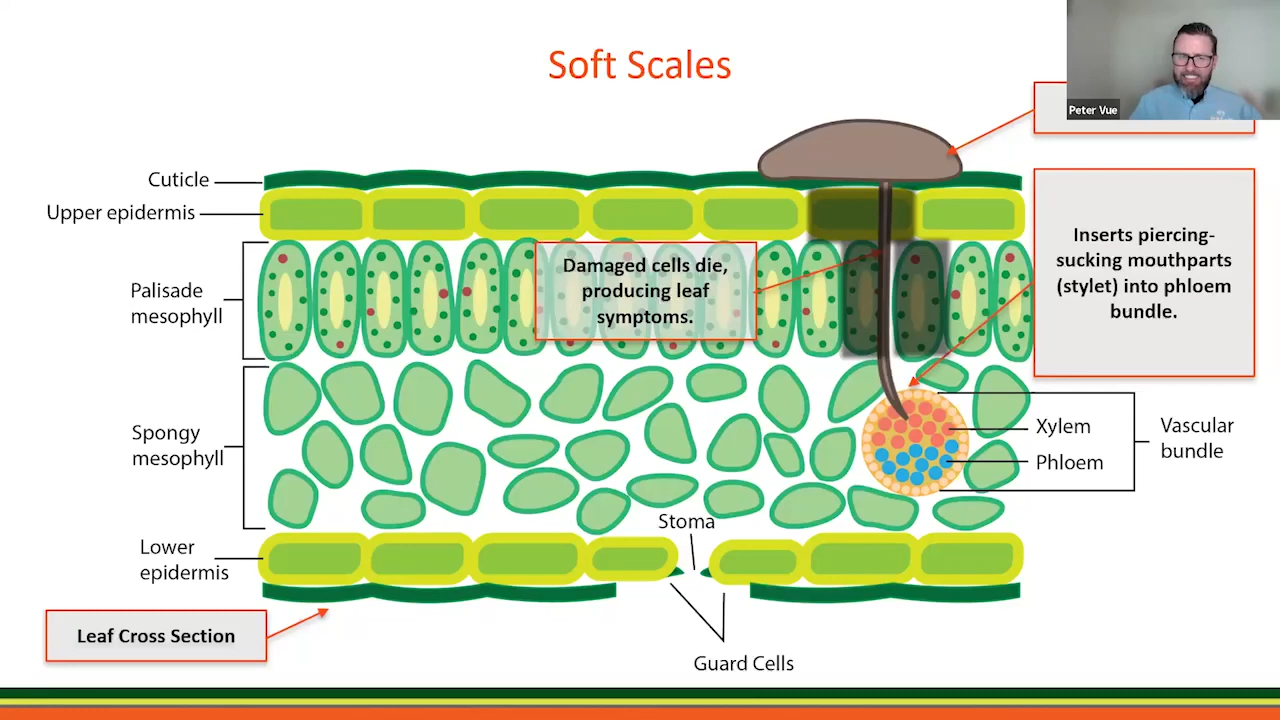 Soft Scales
Peter Vue
Cuticle
Upper epidermis
Palisade
mesophyll
Damaged cells die,
producing leaf
symptoms.
Inserts piercing-
sucking mouthparts
(stylet) into phloem
bundle.
Spongy
mesophyll
Xylem
Phloem
Vascular
bundle
Stoma
Lower
epidermis
Leaf Cross Section
Guard Cells